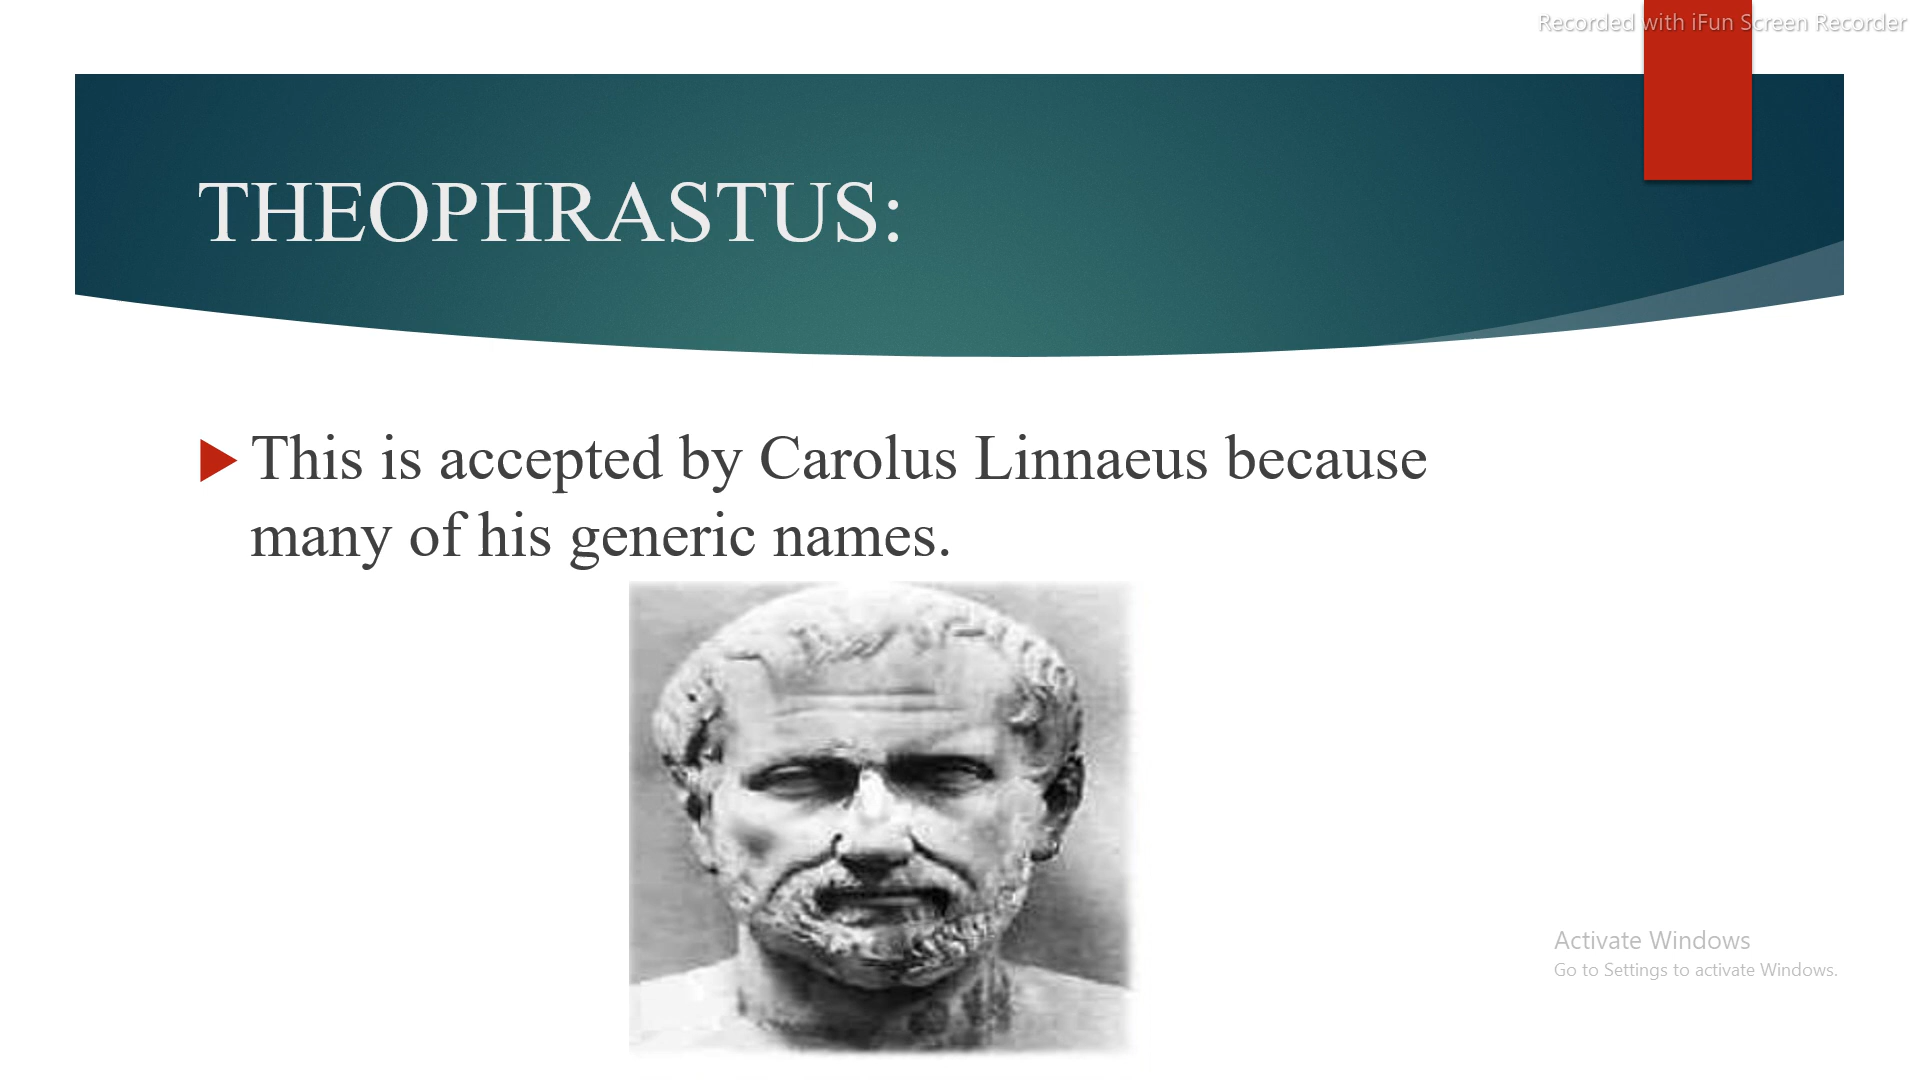 Recorded with iFun Screen Recorder
THEOPHRASTUS:
This is accepted by Carolus Linnaeus because
many of his generic names.
Activate Windows
Go to Settings to activate Windows.